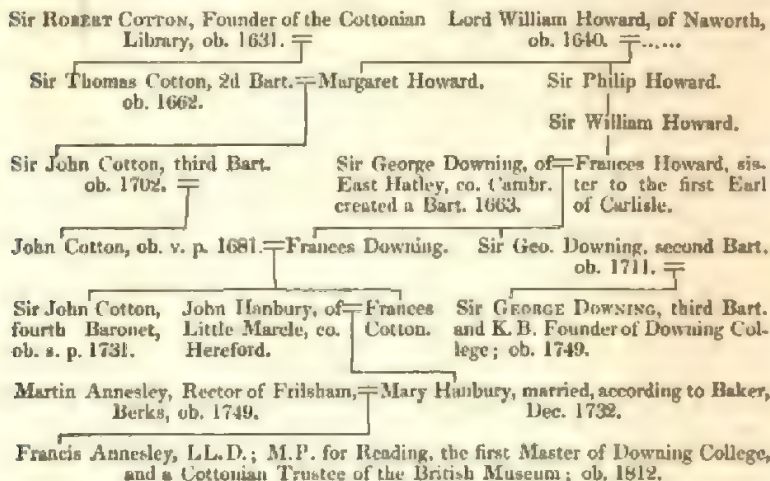 Sir ROBERT COTTON, Founder of the Cottonian Library, ob. 1631. =
Lord William Howard, of Naworth, ob. 1640. = ......
Sir Thomas Cotton, 2d Bart. = Margaret Howard. Sir Philip Howard.
ob. 1662.
Sir William Howard.
Sir John Cotton, third Bart.
ob. 1702. =
Sir George Downing, of = Frances Howard, sis-
East Hatley, co. Cambr. ter to the first Earl
created a Bart. 1663. of Carlisle.
John Cotton, ob. v. p. 1681. = Frances Downing. Sir Geo. Downing, second Bart.
ob. 1711. =
Sir John Cotton, John Hanbury, of = Frances Sir GEORGE DOWNING, third Bart.
fourth Baronet, Little Marcle, co. Cotton. and K. B. Founder of Downing Col-
ob. s. p. 1731. Hereford. lege; ob. 1749.
Martin Annesley, Rector of Frilsham, = Mary Hanbury, married, according to Baker,
Berks, ob. 1749. Dec. 1732.
Francis Annesley, LL.D.; M.P. for Reading, the first Master of Downing College,
and a Cottonian Trustee of the British Museum; ob. 1812.